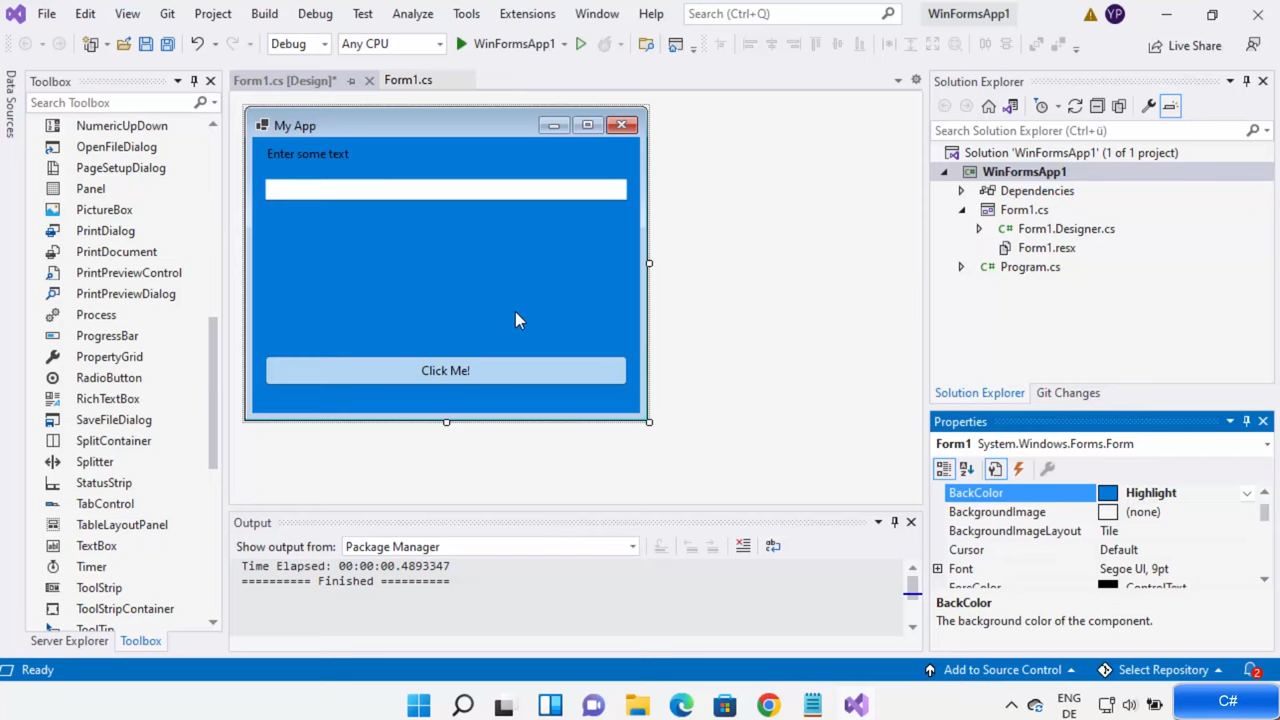 File Edit View Git Project Build Debug Test Analyze Tools Extensions Window Help Search (Ctrl+Q) WinFormsApp1 YP
Debug Any CPU WinFormsApp1 Live Share
Data Sources
Toolbox
Search Toolbox
NumericUpDown
OpenFileDialog
PageSetupDialog
Panel
PictureBox
PrintDialog
PrintDocument
PrintPreviewControl
PrintPreviewDialog
Process
ProgressBar
PropertyGrid
RadioButton
RichTextBox
SaveFileDialog
SplitContainer
Splitter
StatusStrip
TabControl
TableLayoutPanel
TextBox
Timer
ToolStrip
ToolStripContainer
ToolTip
Server Explorer Toolbox
Form1.cs [Design]* Form1.cs
My App
Enter some text
Click Me!
Output
Show output from: Package Manager
Time Elapsed: 00:00:00.4893347
========== Finished ==========
Solution Explorer
Search Solution Explorer (Ctrl+ü)
Solution 'WinFormsApp1' (1 of 1 project)
C# WinFormsApp1
Dependencies
Form1.cs
C# Form1.Designer.cs
Form1.resx
C# Program.cs
Solution Explorer Git Changes
Properties
Form1 System.Windows.Forms.Form
BackColor Highlight
BackgroundImage (none)
BackgroundImageLayout Tile
Cursor Default
Font Segoe UI, 9pt
ForeColor ControlText
BackColor
The background color of the component.
Ready Add to Source Control Select Repository 2
ENG
DE
C#